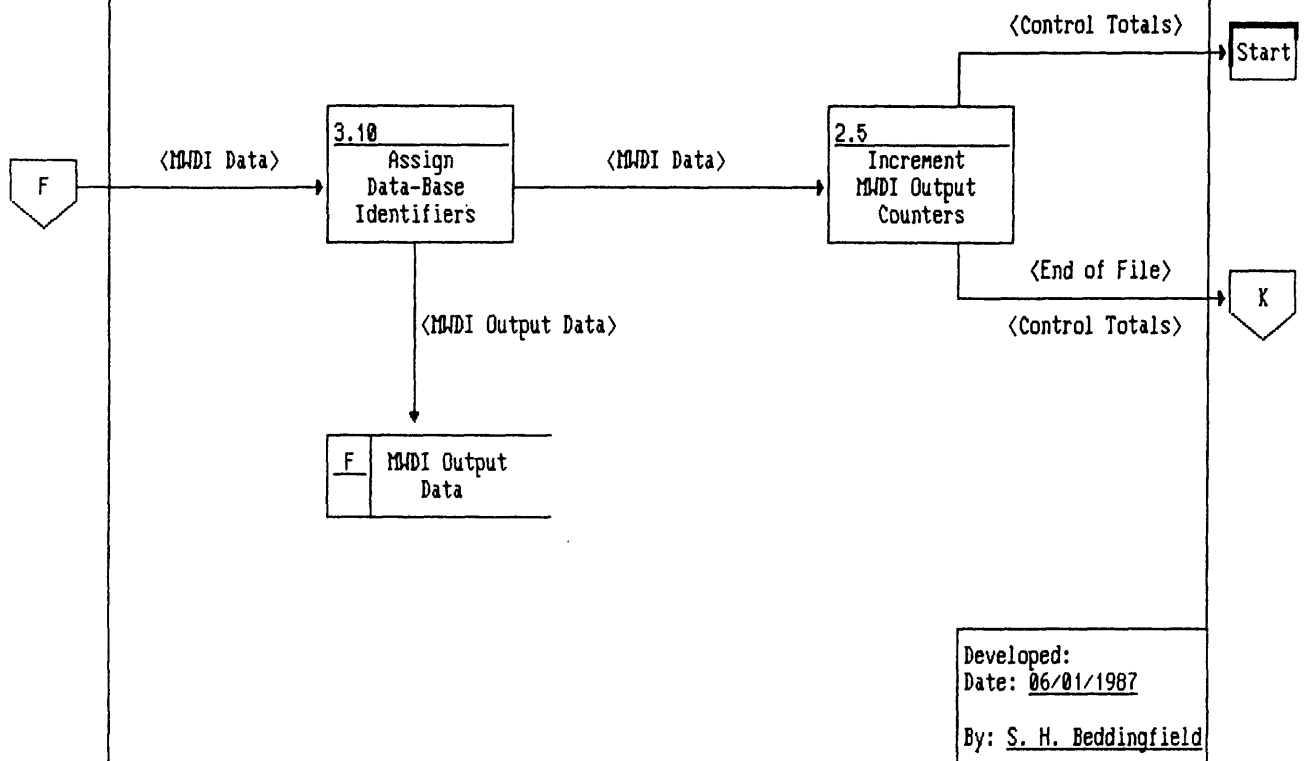 <Control Totals>
Start
3.10
Assign
Data-Base
Identifiers
2.5
Increment
MWDI Output
Counters
F
<MWDI Data>
<MWDI Data>
<End of File>
K
<Control Totals>
<MWDI Output Data>
F
MWDI Output
Data
Developed:
Date: 06/01/1987
By: S. H. Beddingfield